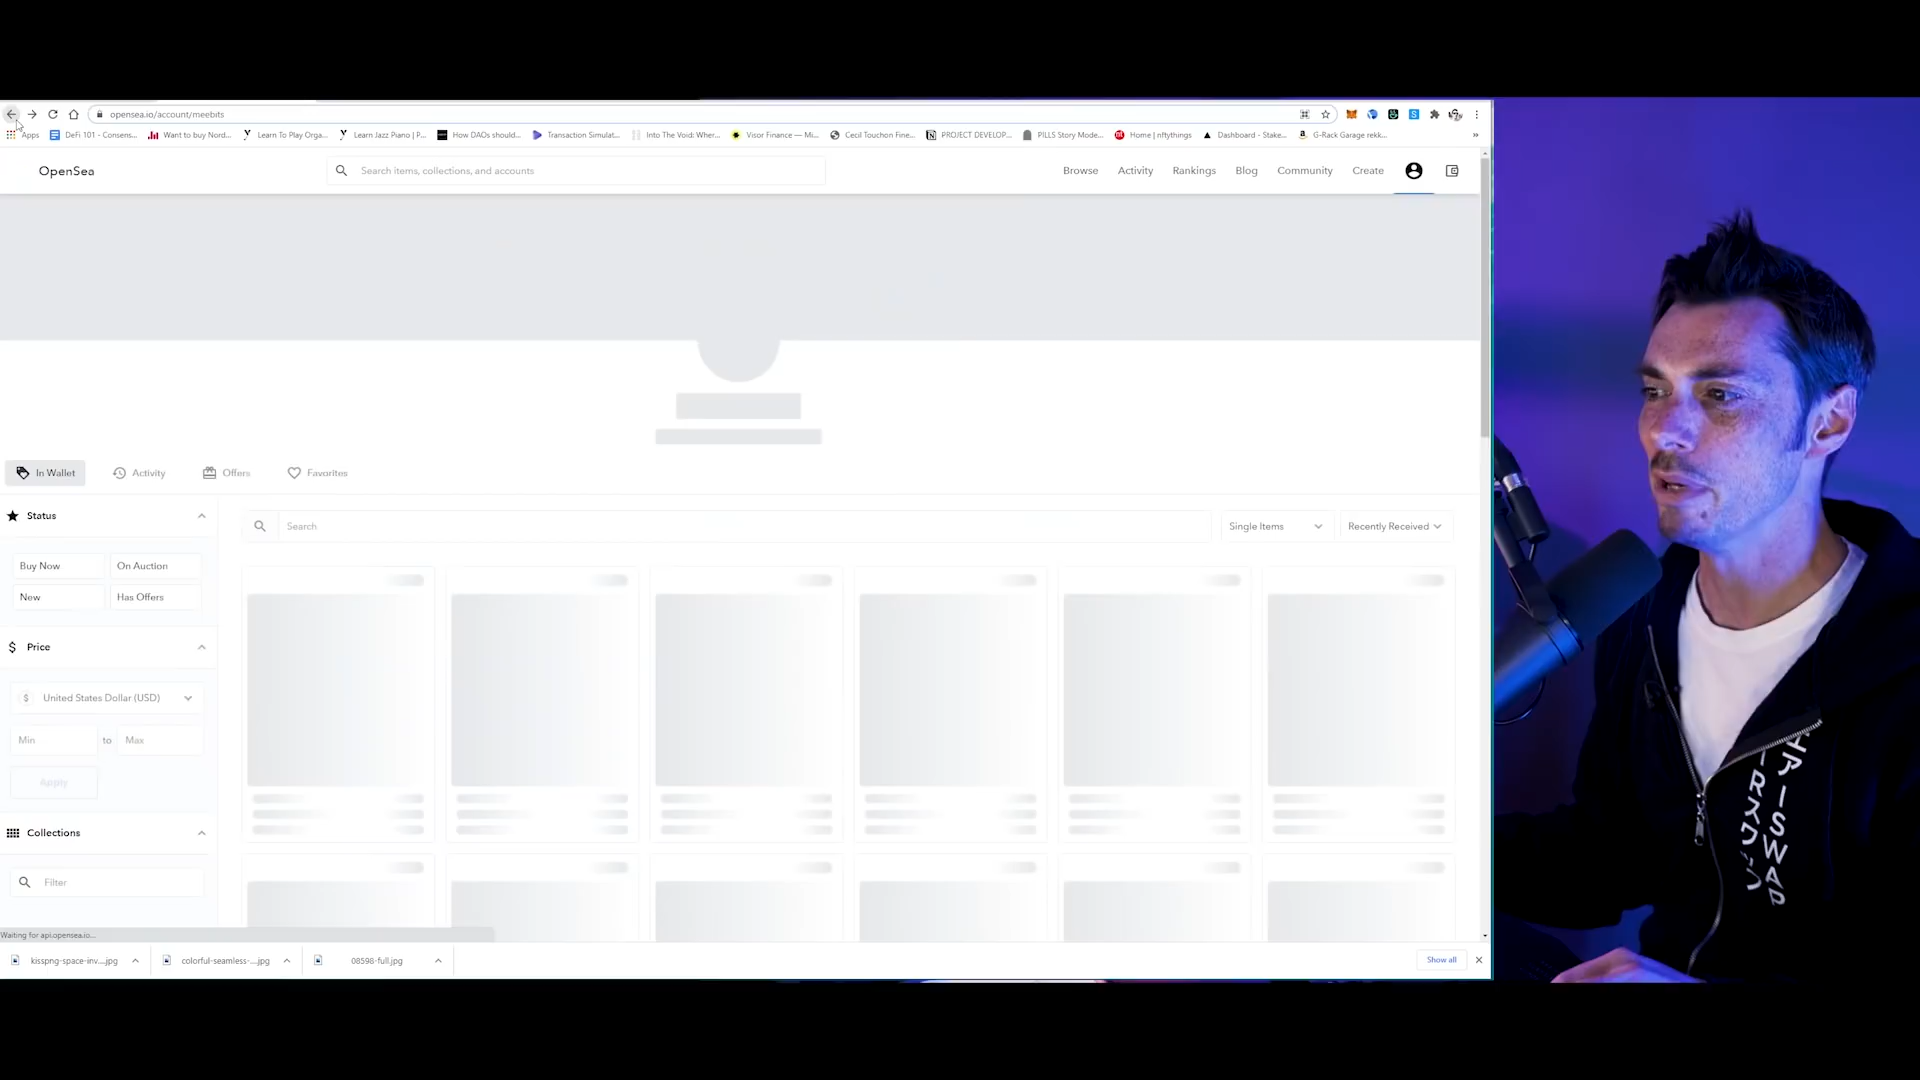 opensea.io/account/meebits
Apps DeFi 101 - Consens... Want to buy Nord... Learn To Play Orga... Learn Jazz Piano | P... How DAOs should... Transaction Simulat... Into The Void: Wher... Visor Finance — Mi... Cecil Touchon Fine... PROJECT DEVELOP... PILLS Story Mode... Home | nftythings Dashboard - Stake... G-Rack Garage rekk... »
OpenSea
Search items, collections, and accounts
Browse Activity Rankings Blog Community Create
In Wallet Activity Offers Favorites
Status
Search
Single Items
Recently Received
Buy Now On Auction
New Has Offers
$ Price
$ United States Dollar (USD)
Min to Max
Apply
Collections
Filter
Waiting for api.opensea.io...
kisspng-space-inv....jpg colorful-seamless-....jpg 08598-full.jpg
Show all
ISWAP